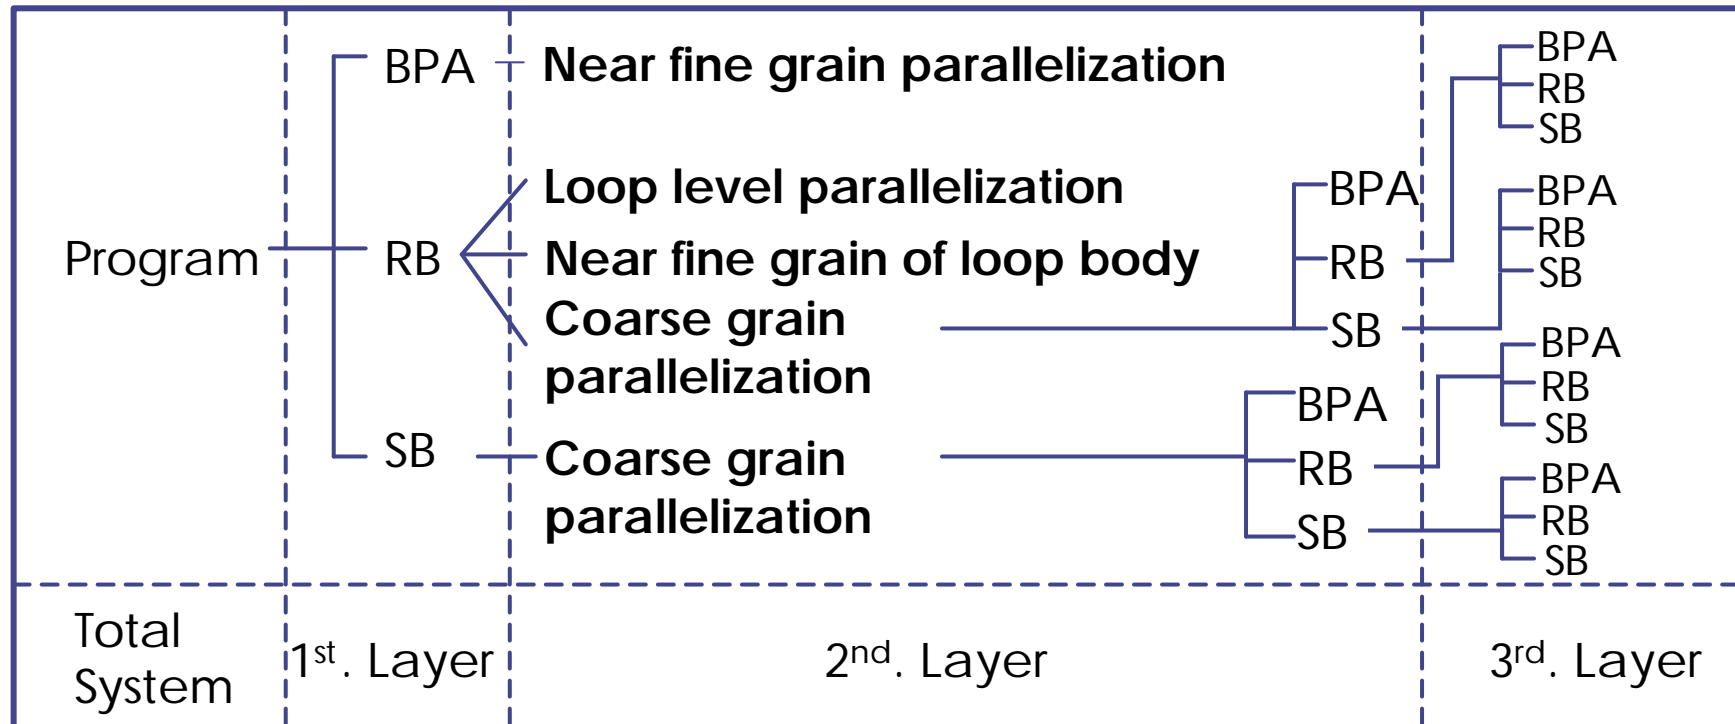 Program
BPA
RB
SB
Near fine grain parallelization
Loop level parallelization
Near fine grain of loop body
Coarse grain
parallelization
Coarse grain
parallelization
BPA
RB
SB
BPA
RB
SB
BPA
RB
SB
BPA
RB
SB
BPA
RB
SB
BPA
RB
SB
Total
System
1st. Layer
2nd. Layer
3rd. Layer